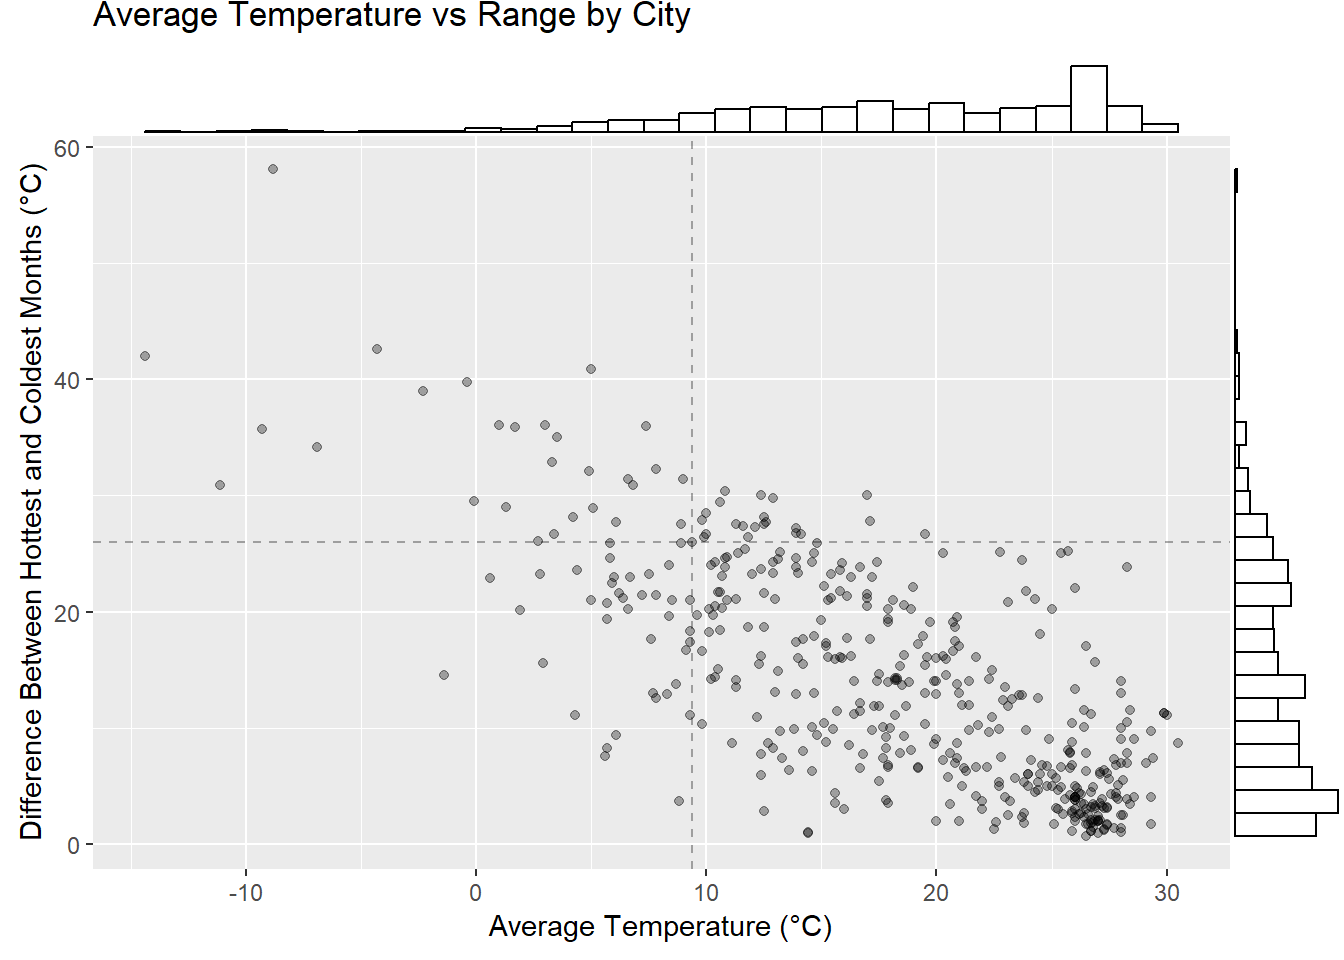 Average Temperature vs Range by City
60
40
20
0
Difference Between Hottest and Coldest Months (°C)
-10 0 10 20 30
Average Temperature (°C)